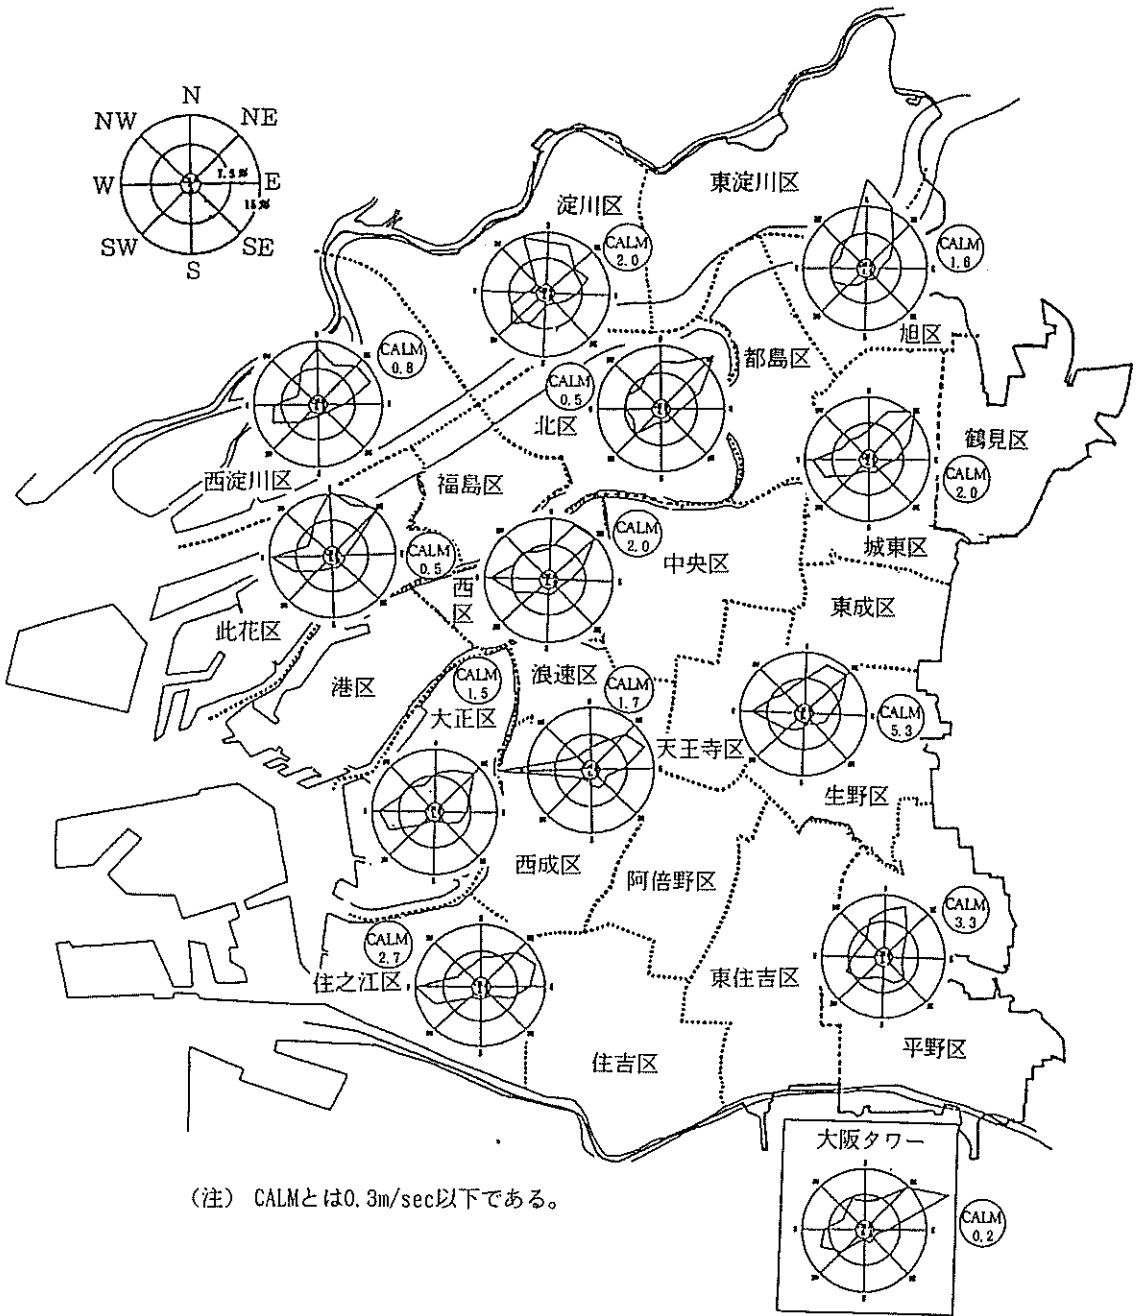 N
NW
NE
W
E
SW
SE
S
7.5%
15%
東淀川区
淀川区
CALM
2.0
CALM
1.6
旭区
都島区
CALM
0.8
CALM
0.5
北区
鶴見区
西淀川区
福島区
CALM
2.0
CALM
2.0
城東区
中央区
CALM
0.5
西区
東成区
此花区
港区
CALM
1.5
浪速区
CALM
1.7
大正区
天王寺区
CALM
5.3
生野区
西成区
阿倍野区
CALM
3.3
CALM
2.7
住之江区
東住吉区
住吉区
平野区
大阪タワー
CALM
0.2
(注) CALMとは0.3m/sec以下である。